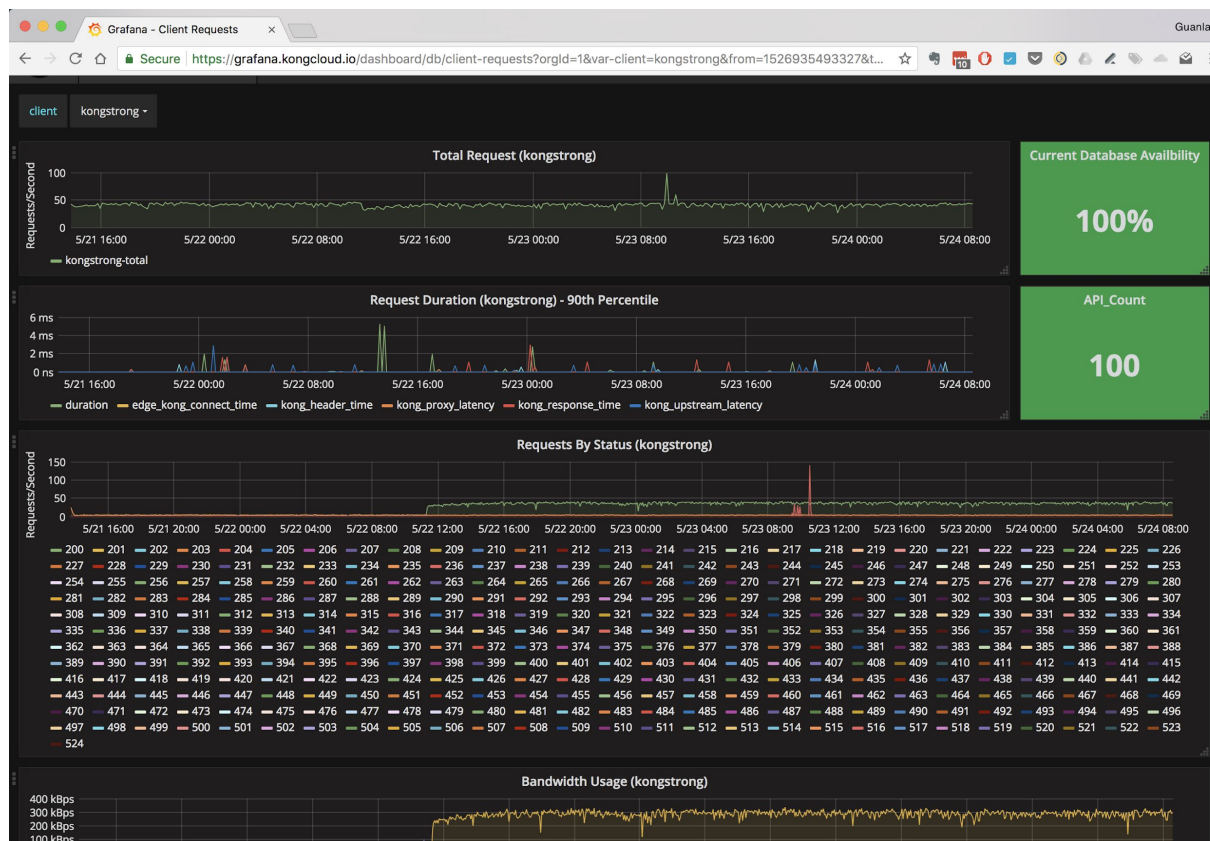 Grafana - Client Requests
Guanla
Secure https://grafana.kongcloud.io/dashboard/db/client-requests?orgId=1&var-client=kongstrong&from=1526935493327&t...
10
client kongstrong
Total Request (kongstrong)
Requests/Second
100
50
0
5/21 16:00 5/22 00:00 5/22 08:00 5/22 16:00 5/23 00:00 5/23 08:00 5/23 16:00 5/24 00:00 5/24 08:00
kongstrong-total
Current Database Availbility
100%
Request Duration (kongstrong) - 90th Percentile
6 ms
4 ms
2 ms
0 ns
5/21 16:00 5/22 00:00 5/22 08:00 5/22 16:00 5/23 00:00 5/23 08:00 5/23 16:00 5/24 00:00 5/24 08:00
duration edge_kong_connect_time kong_header_time kong_proxy_latency kong_response_time kong_upstream_latency
API_Count
100
Requests By Status (kongstrong)
Requests/Second
150
100
50
0
5/21 16:00 5/21 20:00 5/22 00:00 5/22 04:00 5/22 08:00 5/22 12:00 5/22 16:00 5/22 20:00 5/23 00:00 5/23 04:00 5/23 08:00 5/23 12:00 5/23 16:00 5/23 20:00 5/24 00:00 5/24 04:00 5/24 08:00
200 201 202 203 204 205 206 207 208 209 210 211 212 213 214 215 216 217 218 219 220 221 222 223 224 225 226
227 228 229 230 231 232 233 234 235 236 237 238 239 240 241 242 243 244 245 246 247 248 249 250 251 252 253
254 255 256 257 258 259 260 261 262 263 264 265 266 267 268 269 270 271 272 273 274 275 276 277 278 279 280
281 282 283 284 285 286 287 288 289 290 291 292 293 294 295 296 297 298 299 300 301 302 303 304 305 306 307
308 309 310 311 312 313 314 315 316 317 318 319 320 321 322 323 324 325 326 327 328 329 330 331 332 333 334
335 336 337 338 339 340 341 342 343 344 345 346 347 348 349 350 351 352 353 354 355 356 357 358 359 360 361
362 363 364 365 366 367 368 369 370 371 372 373 374 375 376 377 378 379 380 381 382 383 384 385 386 387 388
389 390 391 392 393 394 395 396 397 398 399 400 401 402 403 404 405 406 407 408 409 410 411 412 413 414 415
416 417 418 419 420 421 422 423 424 425 426 427 428 429 430 431 432 433 434 435 436 437 438 439 440 441 442
443 444 445 446 447 448 449 450 451 452 453 454 455 456 457 458 459 460 461 462 463 464 465 466 467 468 469
470 471 472 473 474 475 476 477 478 479 480 481 482 483 484 485 486 487 488 489 490 491 492 493 494 495 496
497 498 499 500 501 502 503 504 505 506 507 508 509 510 511 512 513 514 515 516 517 518 519 520 521 522 523
524
Bandwidth Usage (kongstrong)
400 kBps
300 kBps
200 kBps
100 kBps